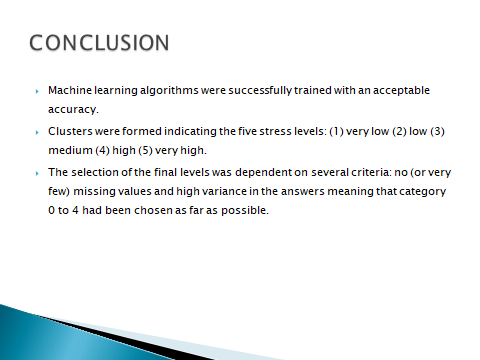 CONCLUSION
Machine learning algorithms were successfully trained with an acceptable
accuracy.
Clusters were formed indicating the five stress levels: (1) very low (2) low (3)
medium (4) high (5) very high.
The selection of the final levels was dependent on several criteria: no (or very
few) missing values and high variance in the answers meaning that category
0 to 4 had been chosen as far as possible.